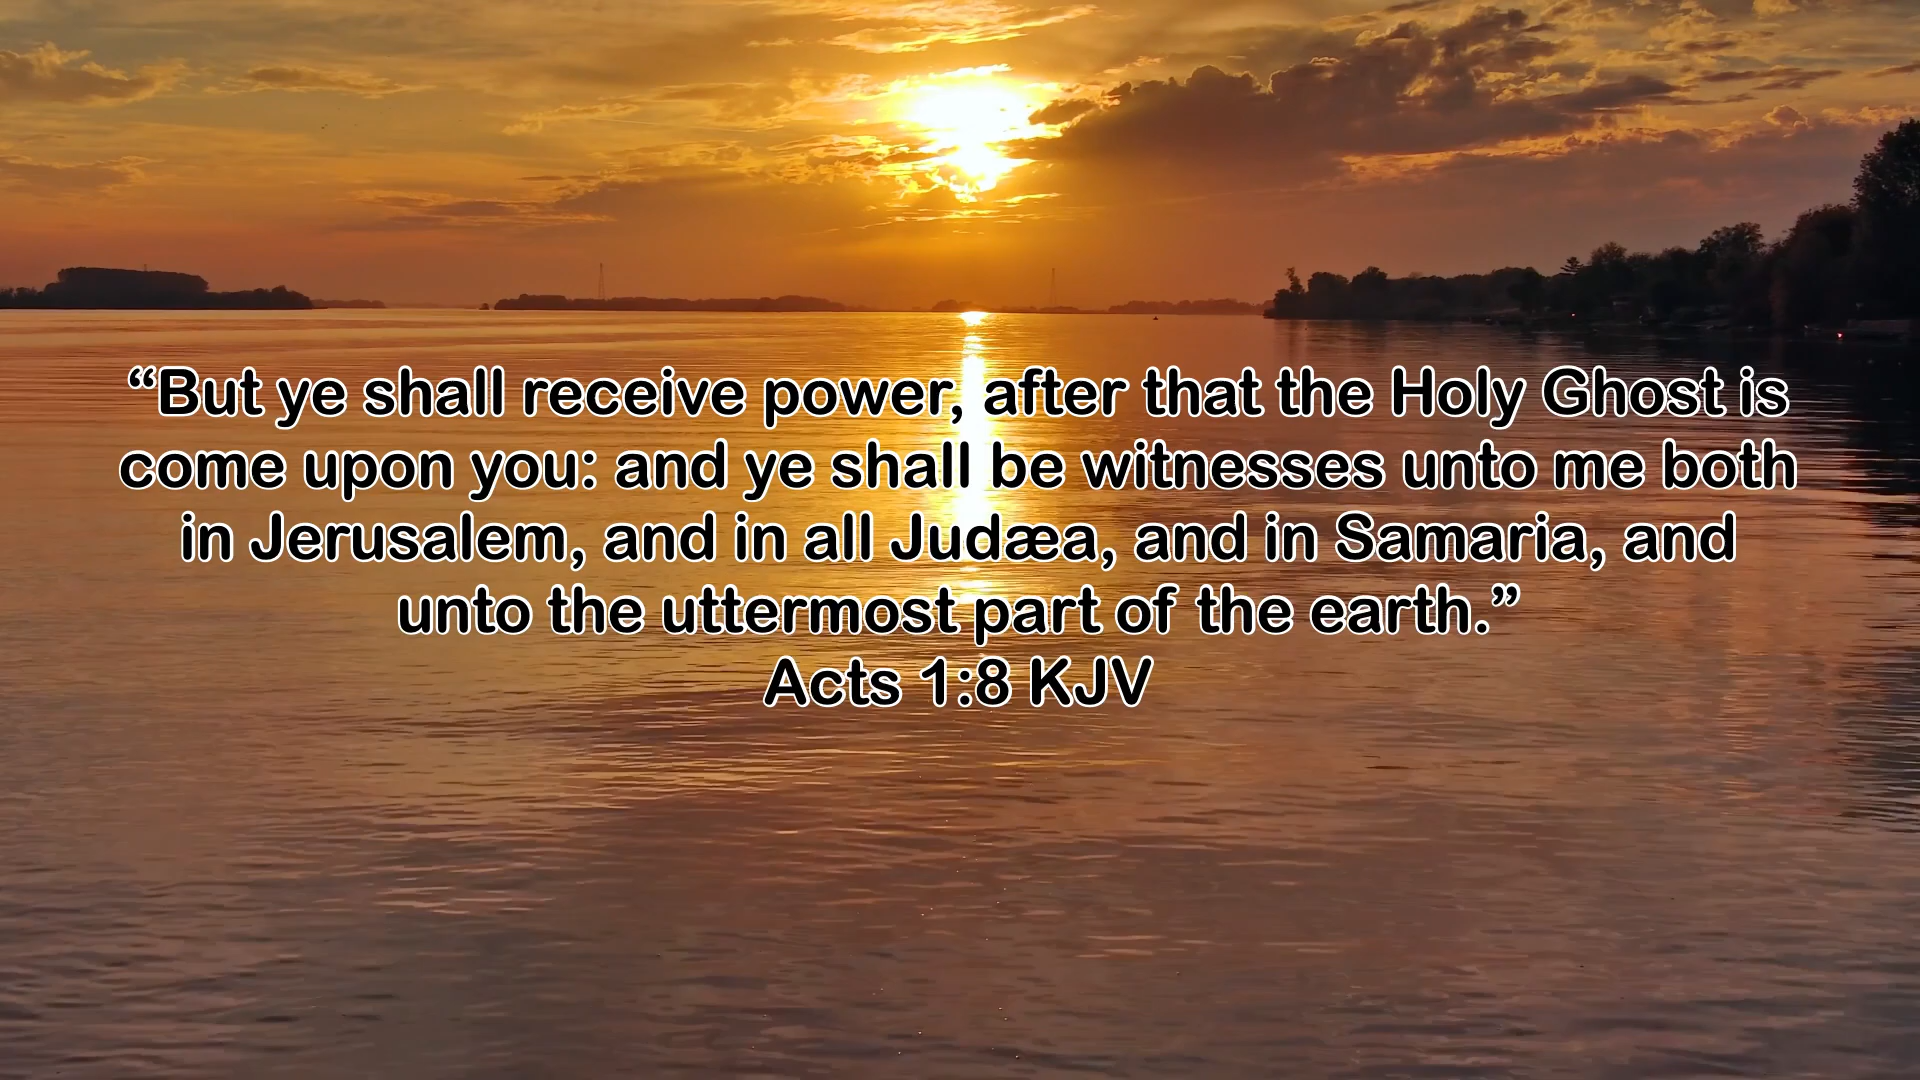 “But ye shall receive power, after that the Holy Ghost is
come upon you: and ye shall be witnesses unto me both
in Jerusalem, and in all Judæa, and in Samaria, and
unto the uttermost part of the earth.”
Acts 1:8 KJV